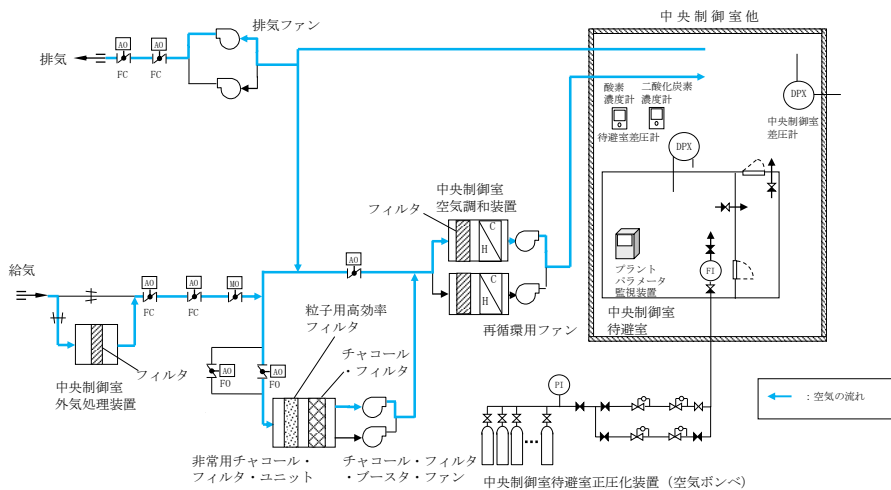 中央制御室他
排気ファン
排気
AO
AO
FC
FC
酸素
濃度計
二酸化炭素
濃度計
DPX
中央制御室
差圧計
待避室差圧計
DPX
中央制御室
空気調和装置
フィルタ
C
H
C
H
再循環用ファン
AO
給気
AO
AO
MO
FC
FC
フィルタ
中央制御室
外気処理装置
粒子用高効率
フィルタ
チャコール・
フィルタ
AO
FO
AO
FO
非常用チャコール・
フィルタ・ユニット
チャコール・フィルタ
・ブースタ・ファン
プラント
パラメータ
監視装置
FI
中央制御室
待避室
PI
中央制御室待避室正圧化装置（空気ボンベ）
：空気の流れ